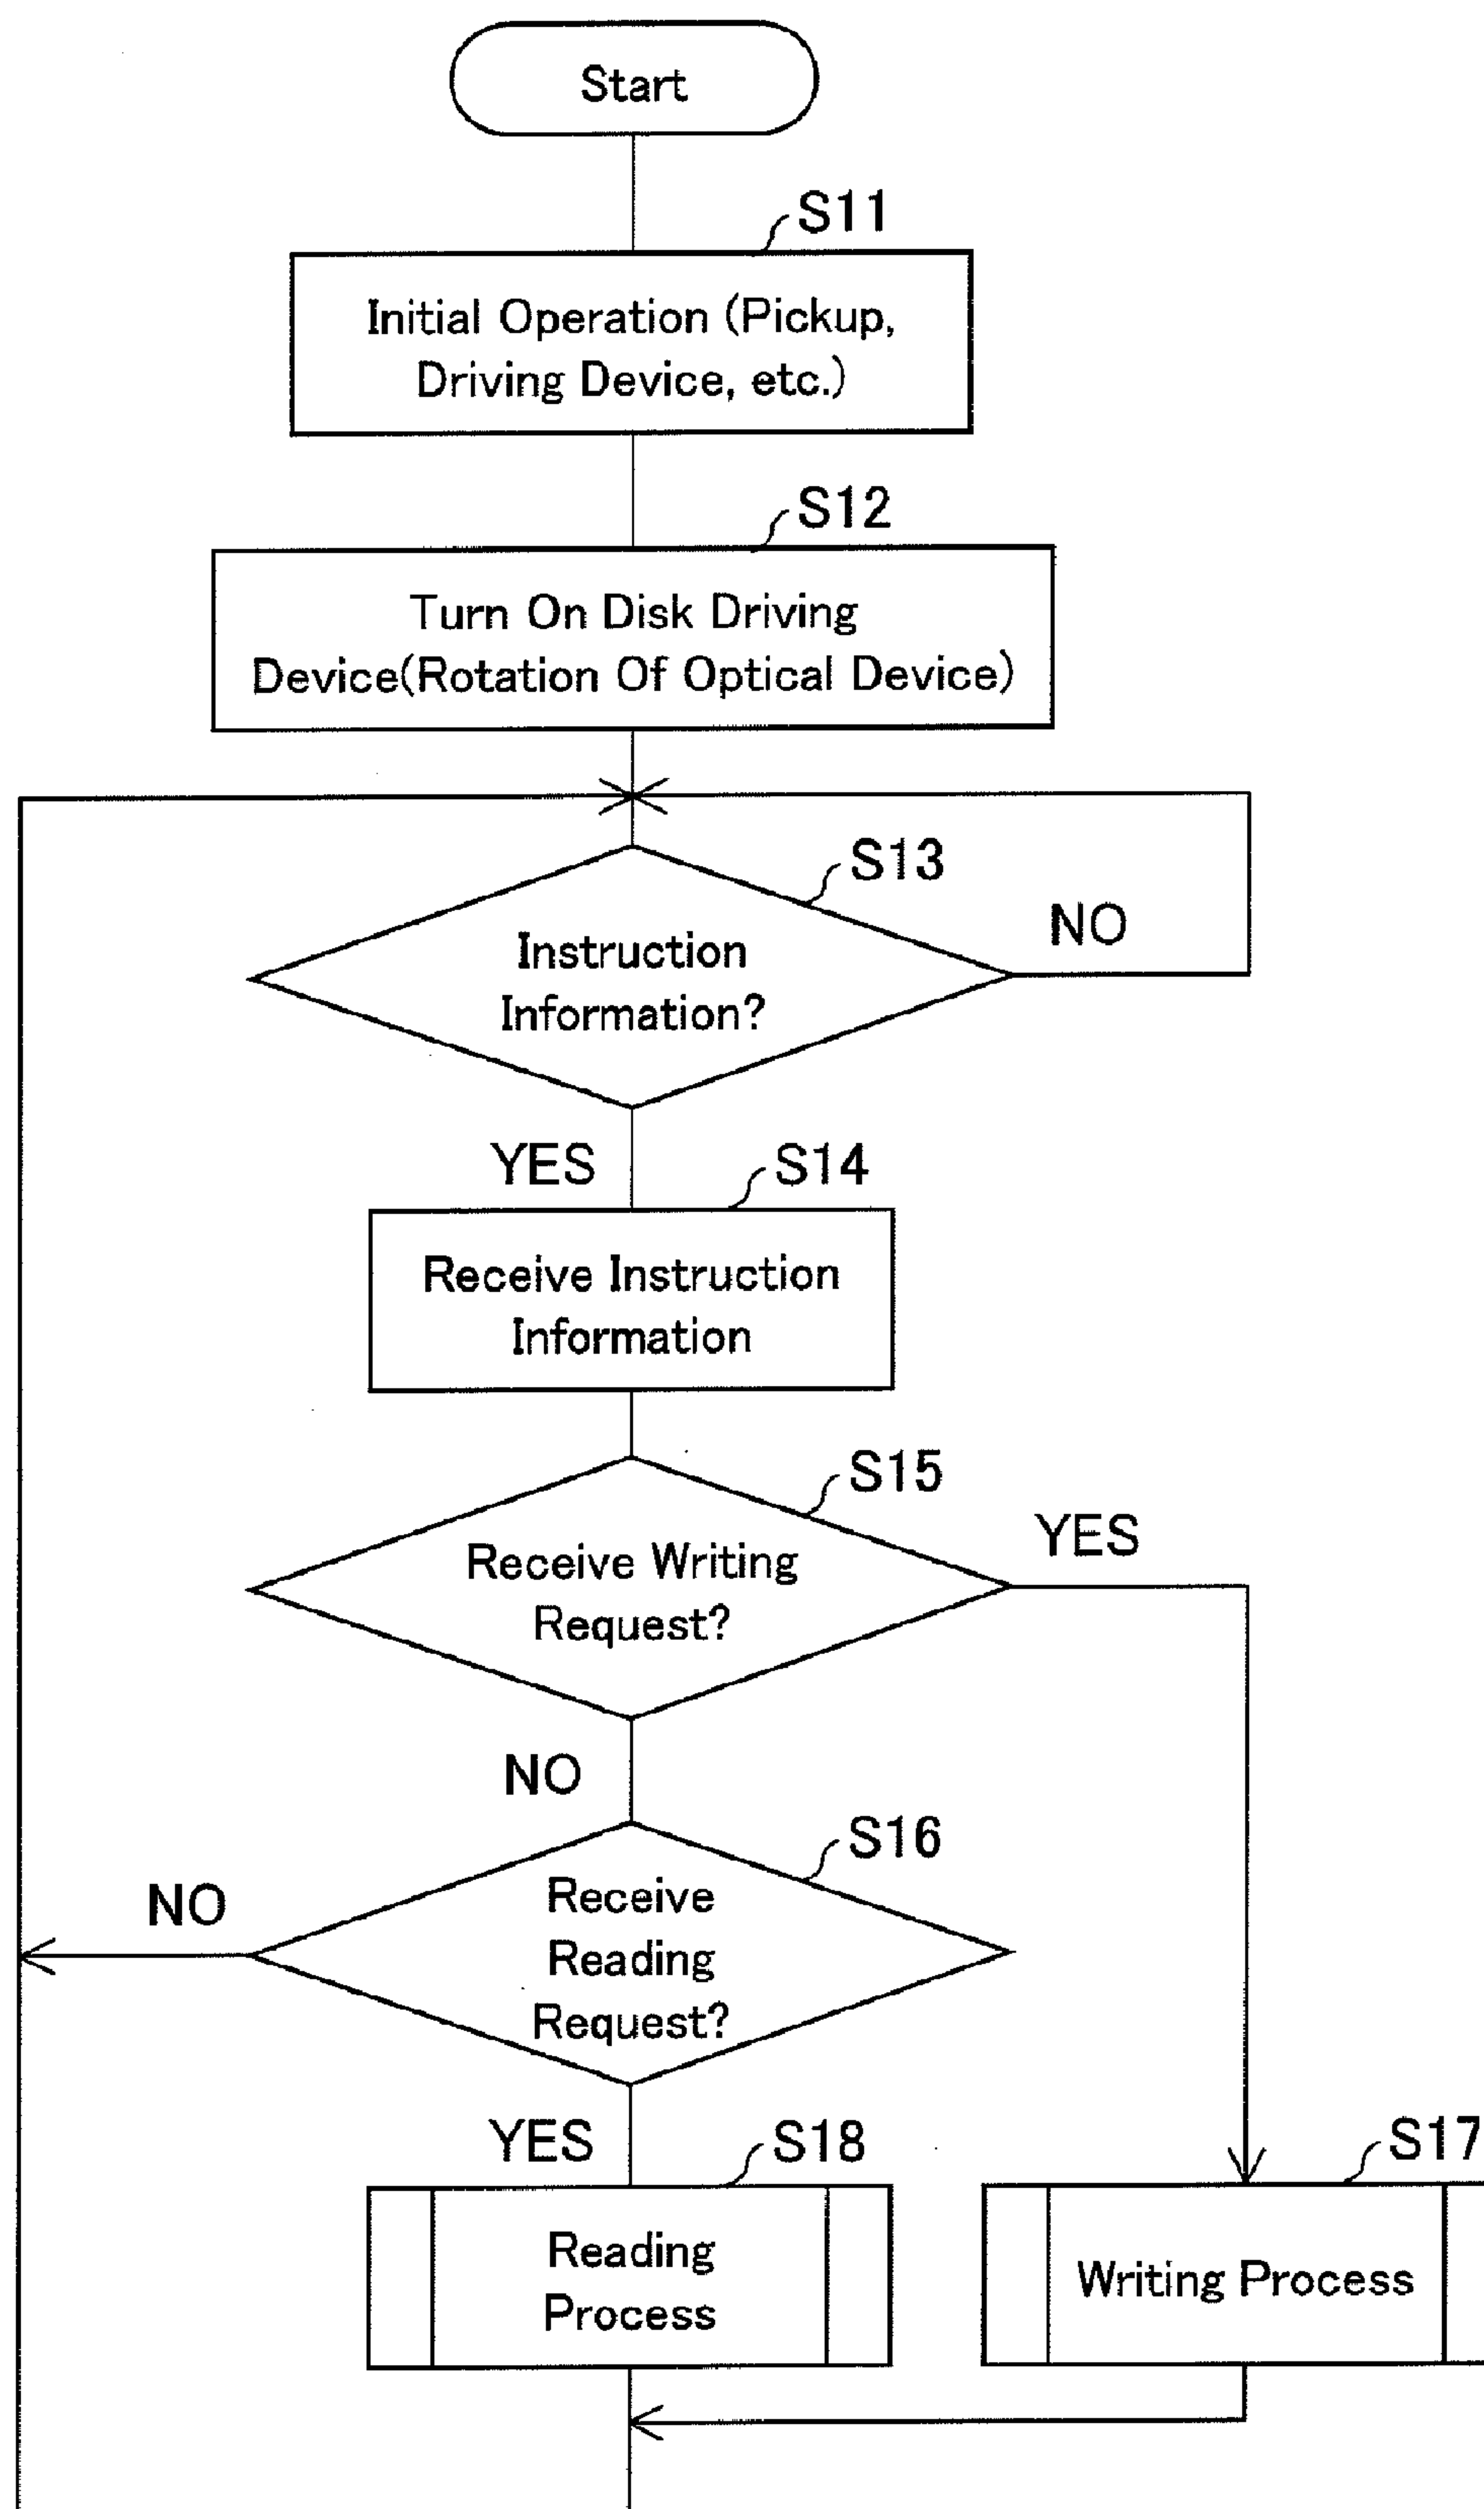 Start
S11
Initial Operation (Pickup,
Driving Device, etc.)
S12
Turn On Disk Driving
Device(Rotation Of Optical Device)
S13
Instruction
Information?
NO
YES
S14
Receive Instruction
Information
S15
Receive Writing
Request?
YES
NO
S16
Receive
Reading
Request?
NO
YES
S18
Reading
Process
S17
Writing Process